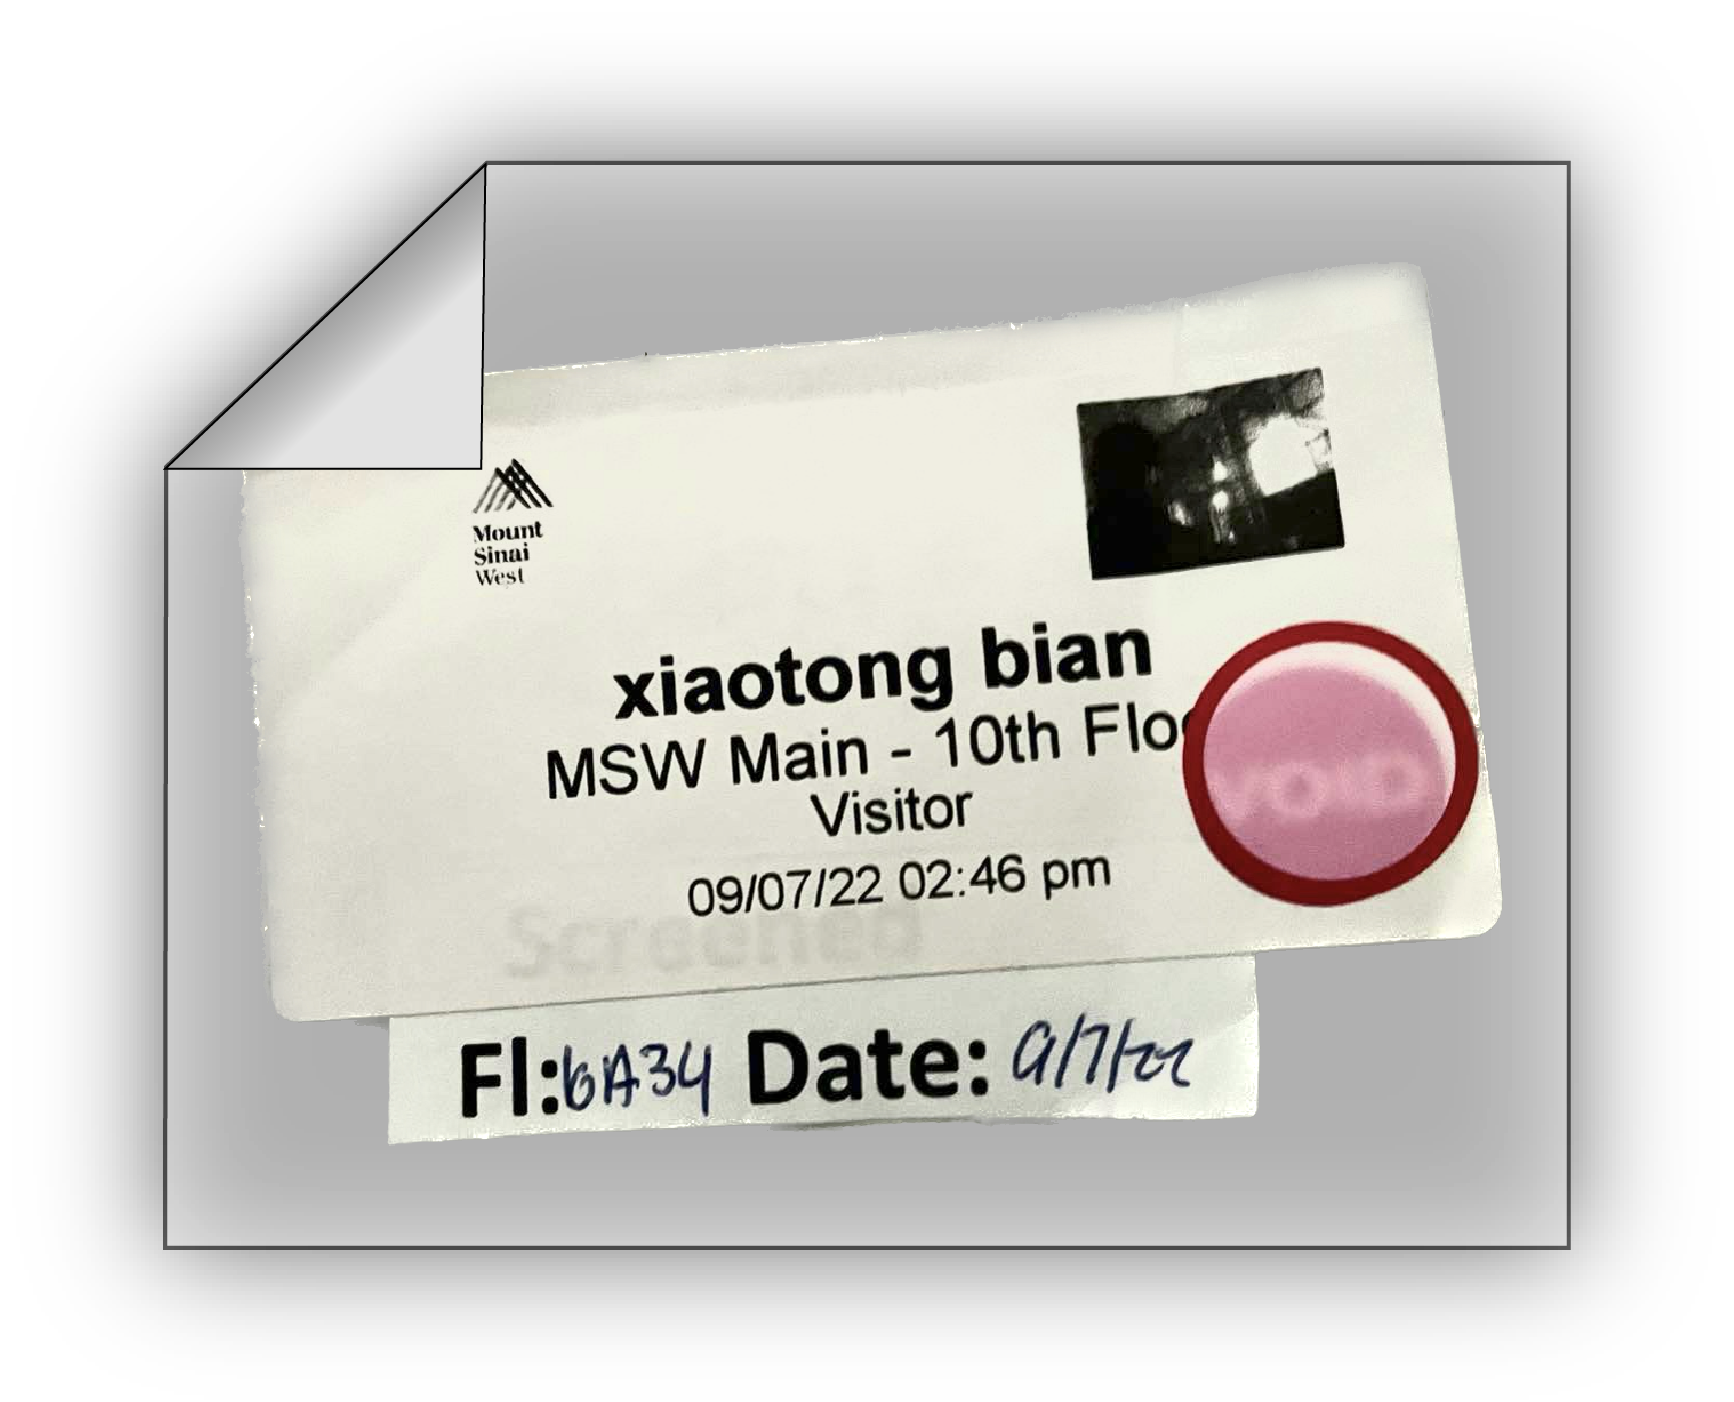 Mount
Sinai
West
xiaotong bian
MSW Main - 10th Flo
Visitor
09/07/22 02:46 pm
Screened
Fl:6A34 Date: 9/7/22